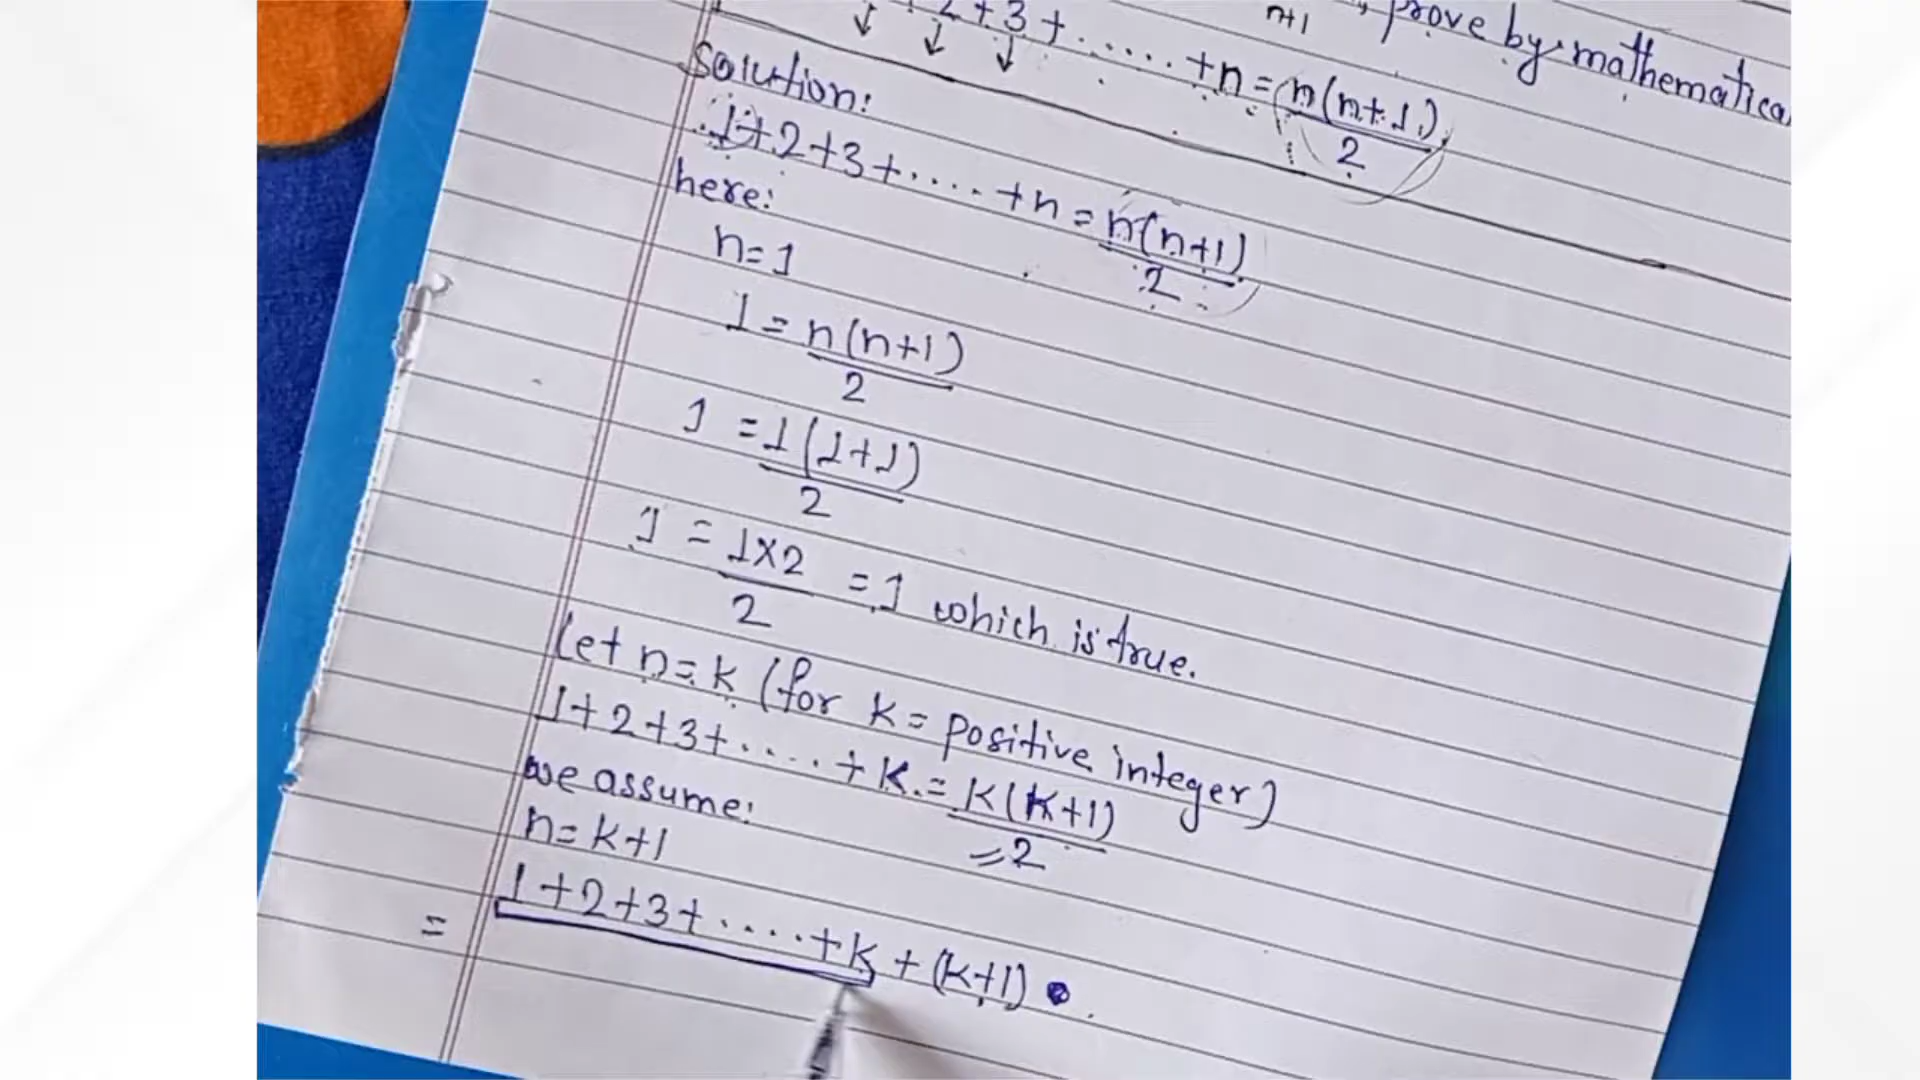 n+1 , prove by mathematical
+2+3+.....+n = n(n+1)/2
Solution:
1+2+3+.....+n = n(n+1)/2
here:
n=1
1 = n(n+1)/2
1 = 1(1+1)/2
1 = 1×2/2 = 1 which is true.
Let n=k (for k = positive integer)
1+2+3+.....+k = k(k+1)/2
we assume:
n=k+1
1+2+3+.....+k + (k+1)
=